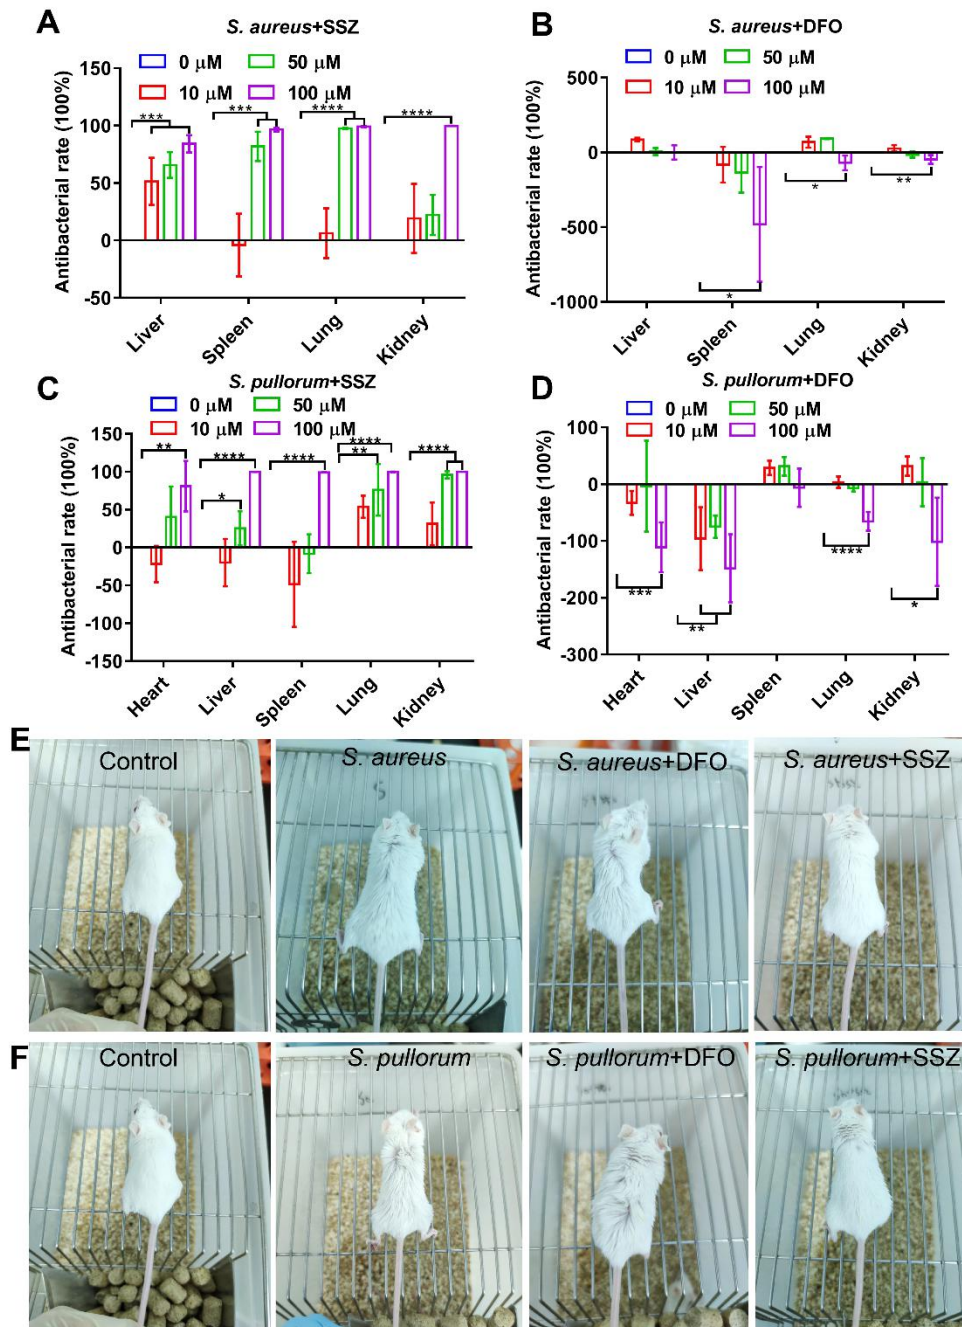 A
S. aureus+SSZ
0 μM
50 μM
10 μM
100 μM
Antibacterial rate (100%)
150
100
50
0
-50
***
***
****
****
Liver
Spleen
Lung
Kidney
B
S. aureus+DFO
0 μM
50 μM
10 μM
100 μM
Antibacterial rate (100%)
500
0
-500
-1000
*
*
**
Liver
Spleen
Lung
Kidney
C
S. pullorum+SSZ
0 μM
50 μM
10 μM
100 μM
Antibacterial rate (100%)
150
100
50
0
-50
-100
-150
**
****
*
****
****
**
****
Heart
Liver
Spleen
Lung
Kidney
D
S. pullorum+DFO
0 μM
50 μM
10 μM
100 μM
Antibacterial rate (100%)
100
0
-100
-200
-300
***
**
****
*
Heart
Liver
Spleen
Lung
Kidney
E
Control
S. aureus
S. aureus+DFO
S. aureus+SSZ
F
Control
S. pullorum
S. pullorum+DFO
S. pullorum+SSZ